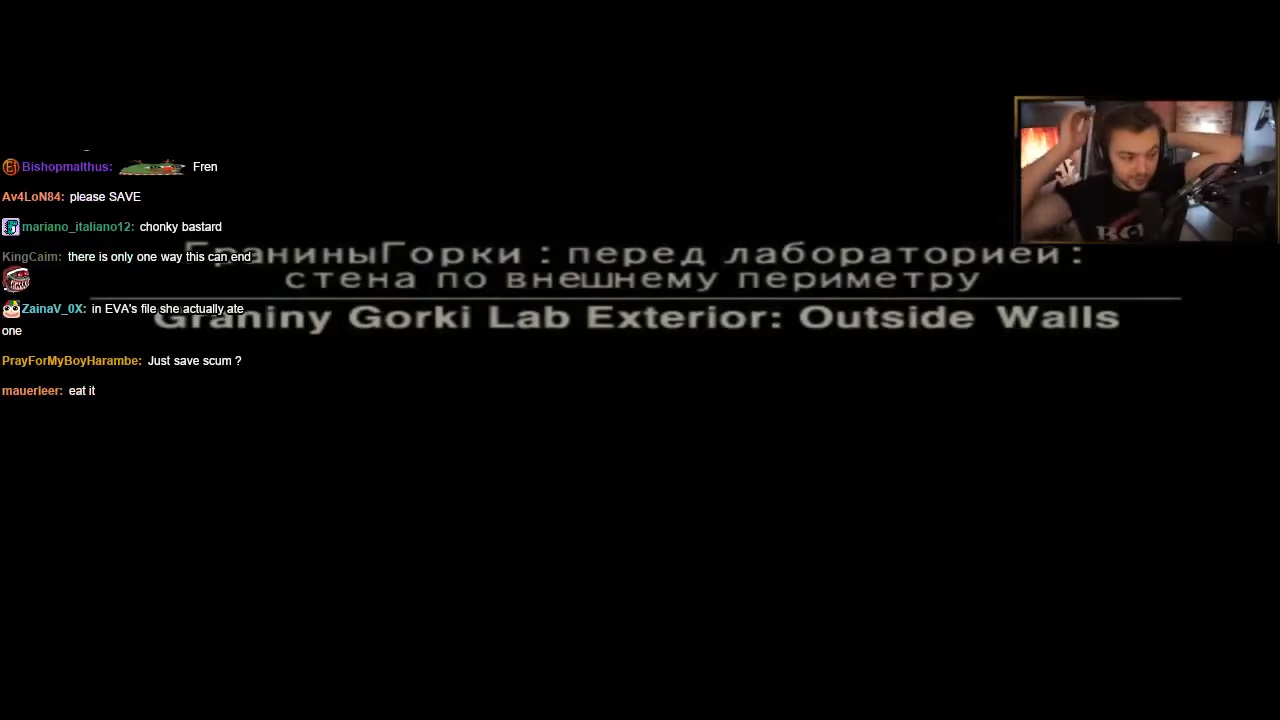 Bishopmalthus: Fren
Av4LoN84: please SAVE
mariano_italiano12: chonky bastard
KingCaim: there is only one way this can end
ZainaV_0X: in EVA's file she actually ate
one
PrayForMyBoyHarambe: Just save scum ?
mauerleer: eat it
ГраниныГорки : перед лабораторией :
стена по внешнему периметру
Graniny Gorki Lab Exterior: Outside Walls